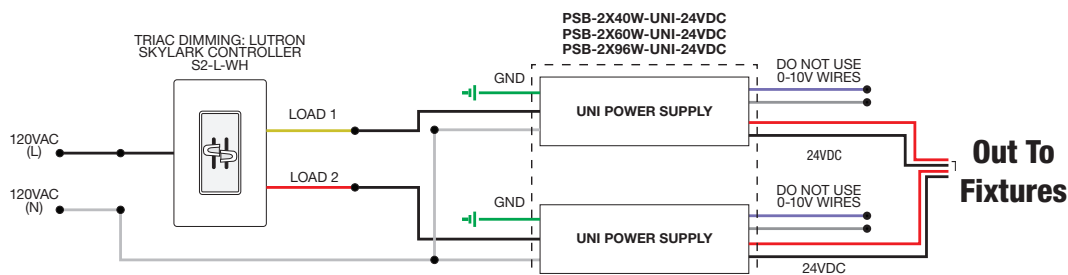 PSB-2X40W-UNI-24VDC
PSB-2X60W-UNI-24VDC
PSB-2X96W-UNI-24VDC
TRIAC DIMMING: LUTRON
SKYLARK CONTROLLER
S2-L-WH
120VAC
(L)
120VAC
(N)
LOAD 1
LOAD 2
GND
UNI POWER SUPPLY
DO NOT USE
0-10V WIRES
24VDC
GND
UNI POWER SUPPLY
DO NOT USE
0-10V WIRES
24VDC
Out To
Fixtures